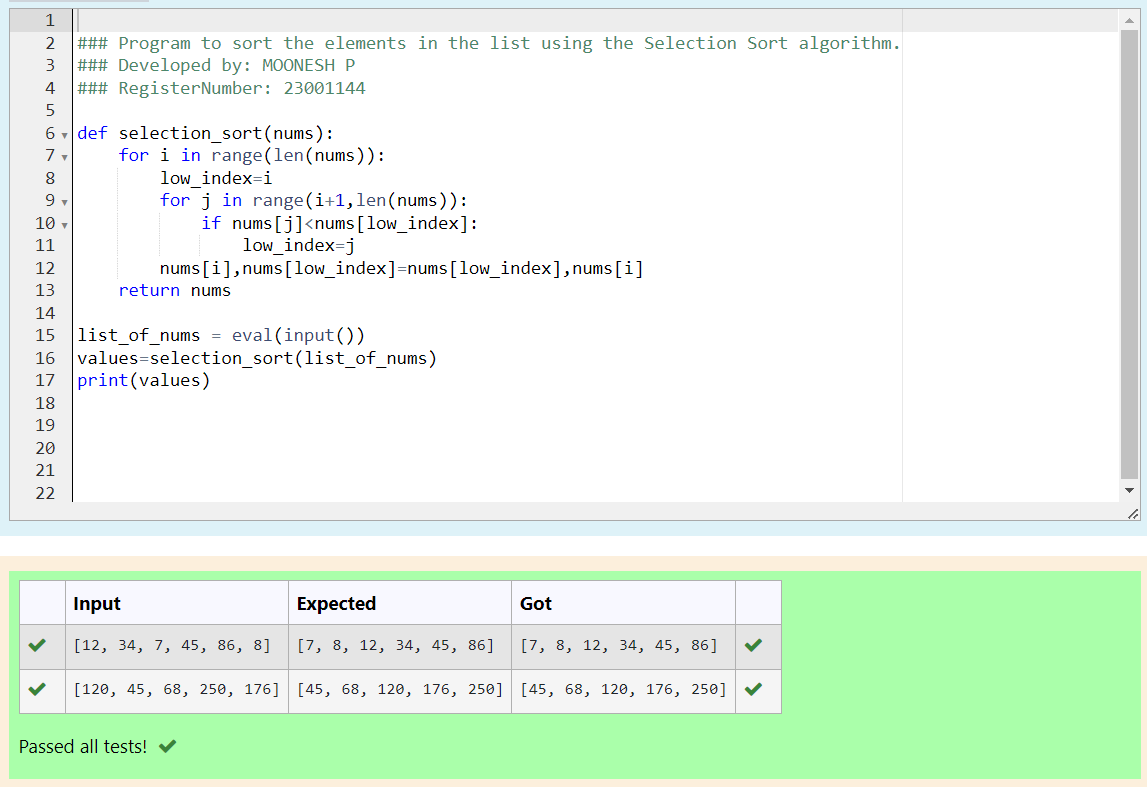 1
2 ### Program to sort the elements in the list using the Selection Sort algorithm.
3 ### Developed by: MOONESH P
4 ### RegisterNumber: 23001144
5
6 def selection_sort(nums):
7     for i in range(len(nums)):
8         low_index=i
9         for j in range(i+1,len(nums)):
10             if nums[j]<nums[low_index]:
11                 low_index=j
12         nums[i],nums[low_index]=nums[low_index],nums[i]
13     return nums
14
15 list_of_nums = eval(input())
16 values=selection_sort(list_of_nums)
17 print(values)
18
19
20
21
22
Input Expected Got
[12, 34, 7, 45, 86, 8] [7, 8, 12, 34, 45, 86] [7, 8, 12, 34, 45, 86]
[120, 45, 68, 250, 176] [45, 68, 120, 176, 250] [45, 68, 120, 176, 250]
Passed all tests!